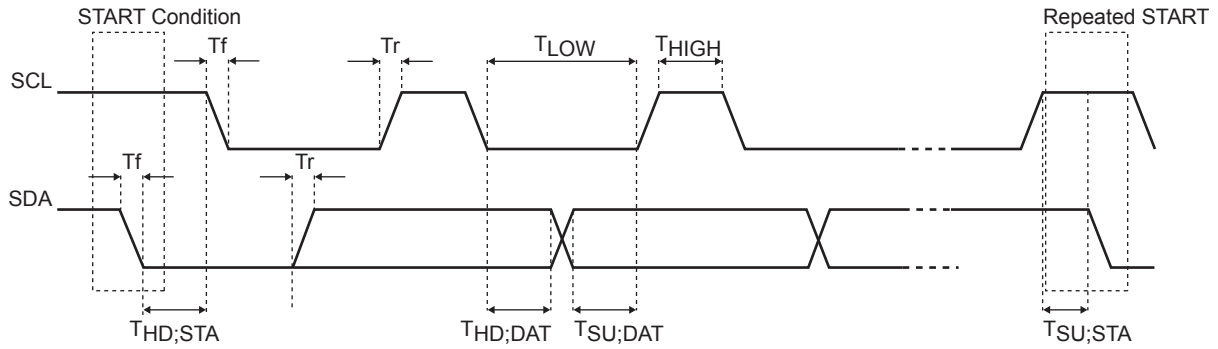 START Condition
Repeated START
Tf
Tr
TLOW
THIGH
SCL
Tf
Tr
SDA
THD;STA
THD;DAT
TSU;DAT
TSU;STA